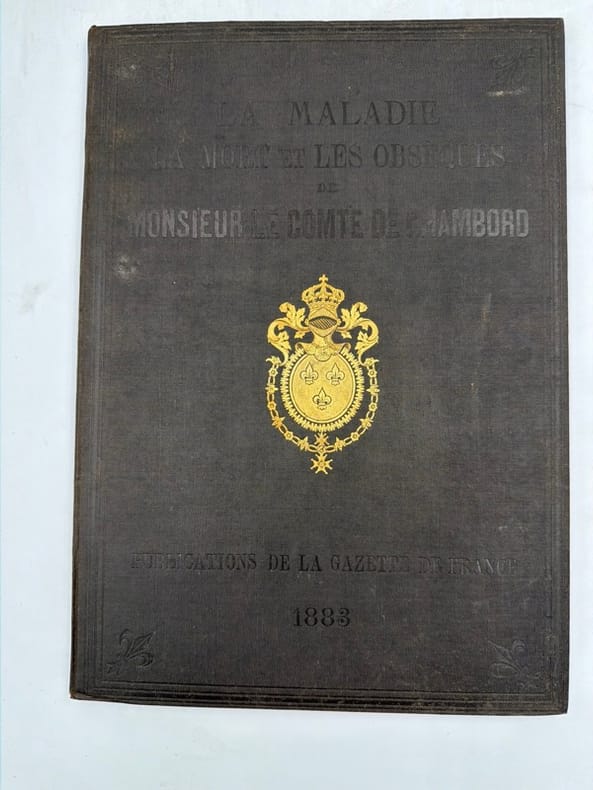 LA MALADIE
LA MORT ET LES OBSÈQUES
DE
MONSIEUR LE COMTE DE CHAMBORD
PUBLICATIONS DE LA GAZETTE DE FRANCE
1883